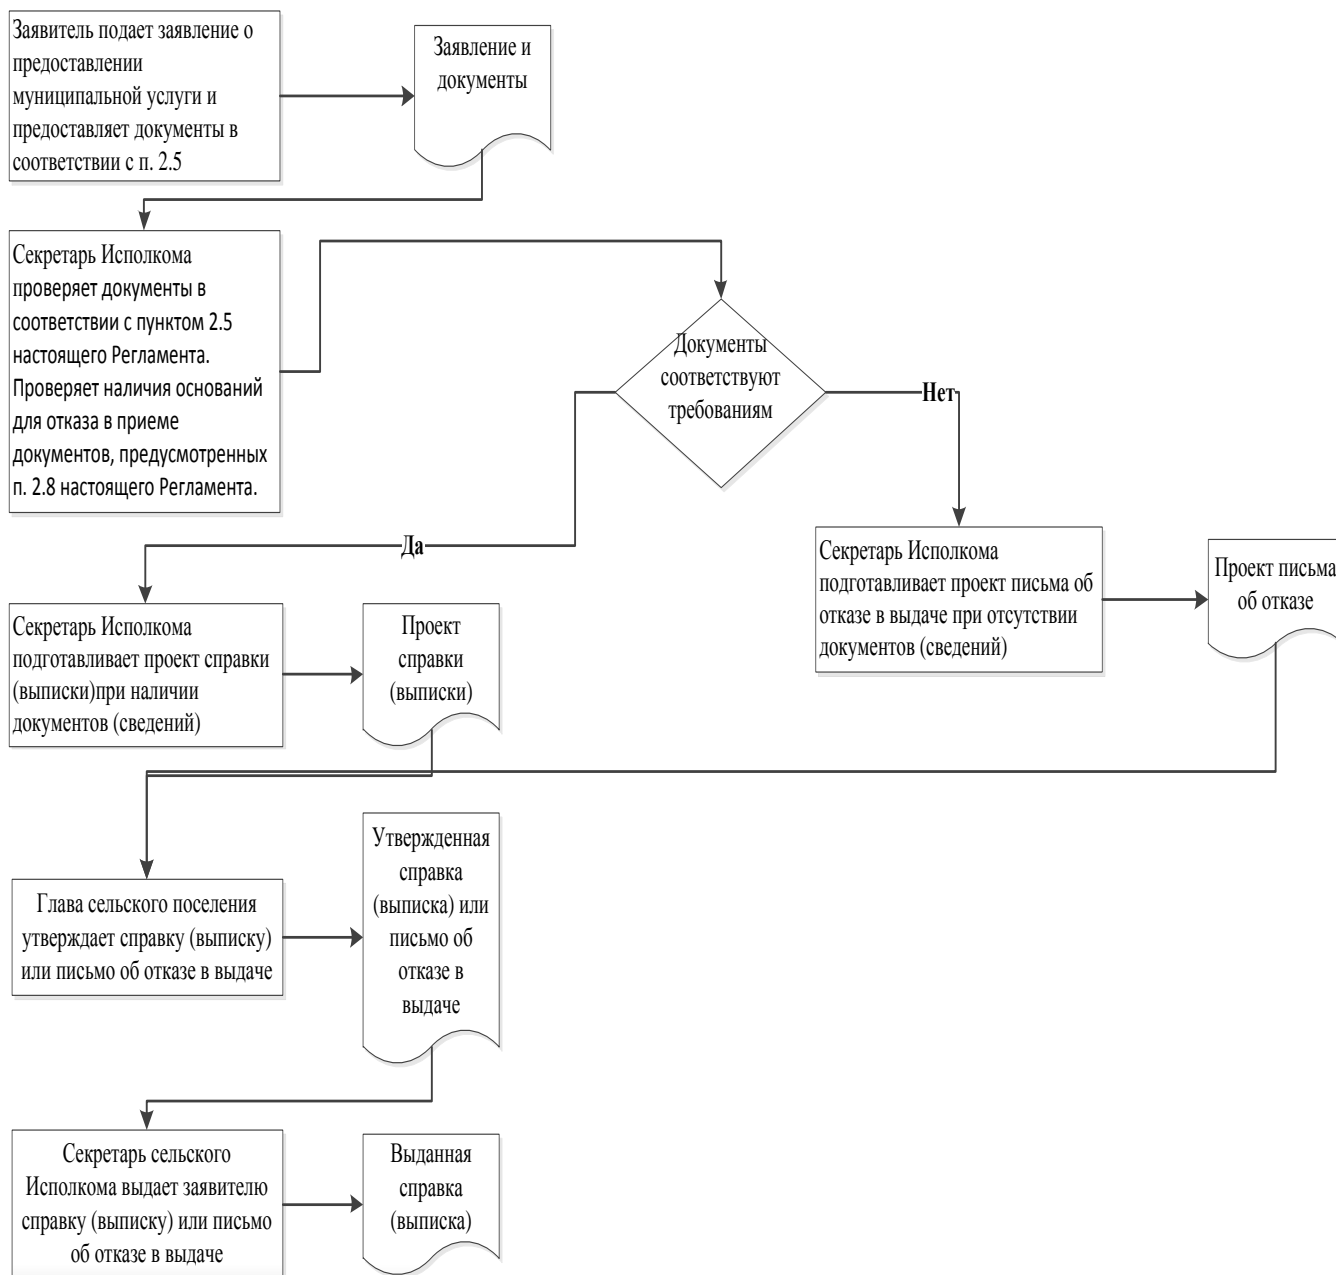 Заявитель подает заявление о
предоставлении
муниципальной услуги и
предоставляет документы в
соответствии с п. 2.5
Заявление и
документы
Секретарь Исполкома
проверяет документы в
соответствии с пунктом 2.5
настоящего Регламента.
Проверяет наличия оснований
для отказа в приеме
документов, предусмотренных
п. 2.8 настоящего Регламента.
Документы
соответствуют
требованиям
Нет
Да
Секретарь Исполкома
подготавливает проект письма об
отказе в выдаче при отсутствии
документов (сведений)
Проект письма
об отказе
Секретарь Исполкома
подготавливает проект справки
(выписки)при наличии
документов (сведений)
Проект
справки
(выписки)
Глава сельского поселения
утверждает справку (выписку)
или письмо об отказе в выдаче
Утвержденная
справка
(выписка) или
письмо об
отказе в
выдаче
Секретарь сельского
Исполкома выдает заявителю
справку (выписку) или письмо
об отказе в выдаче
Выданная
справка
(выписка)